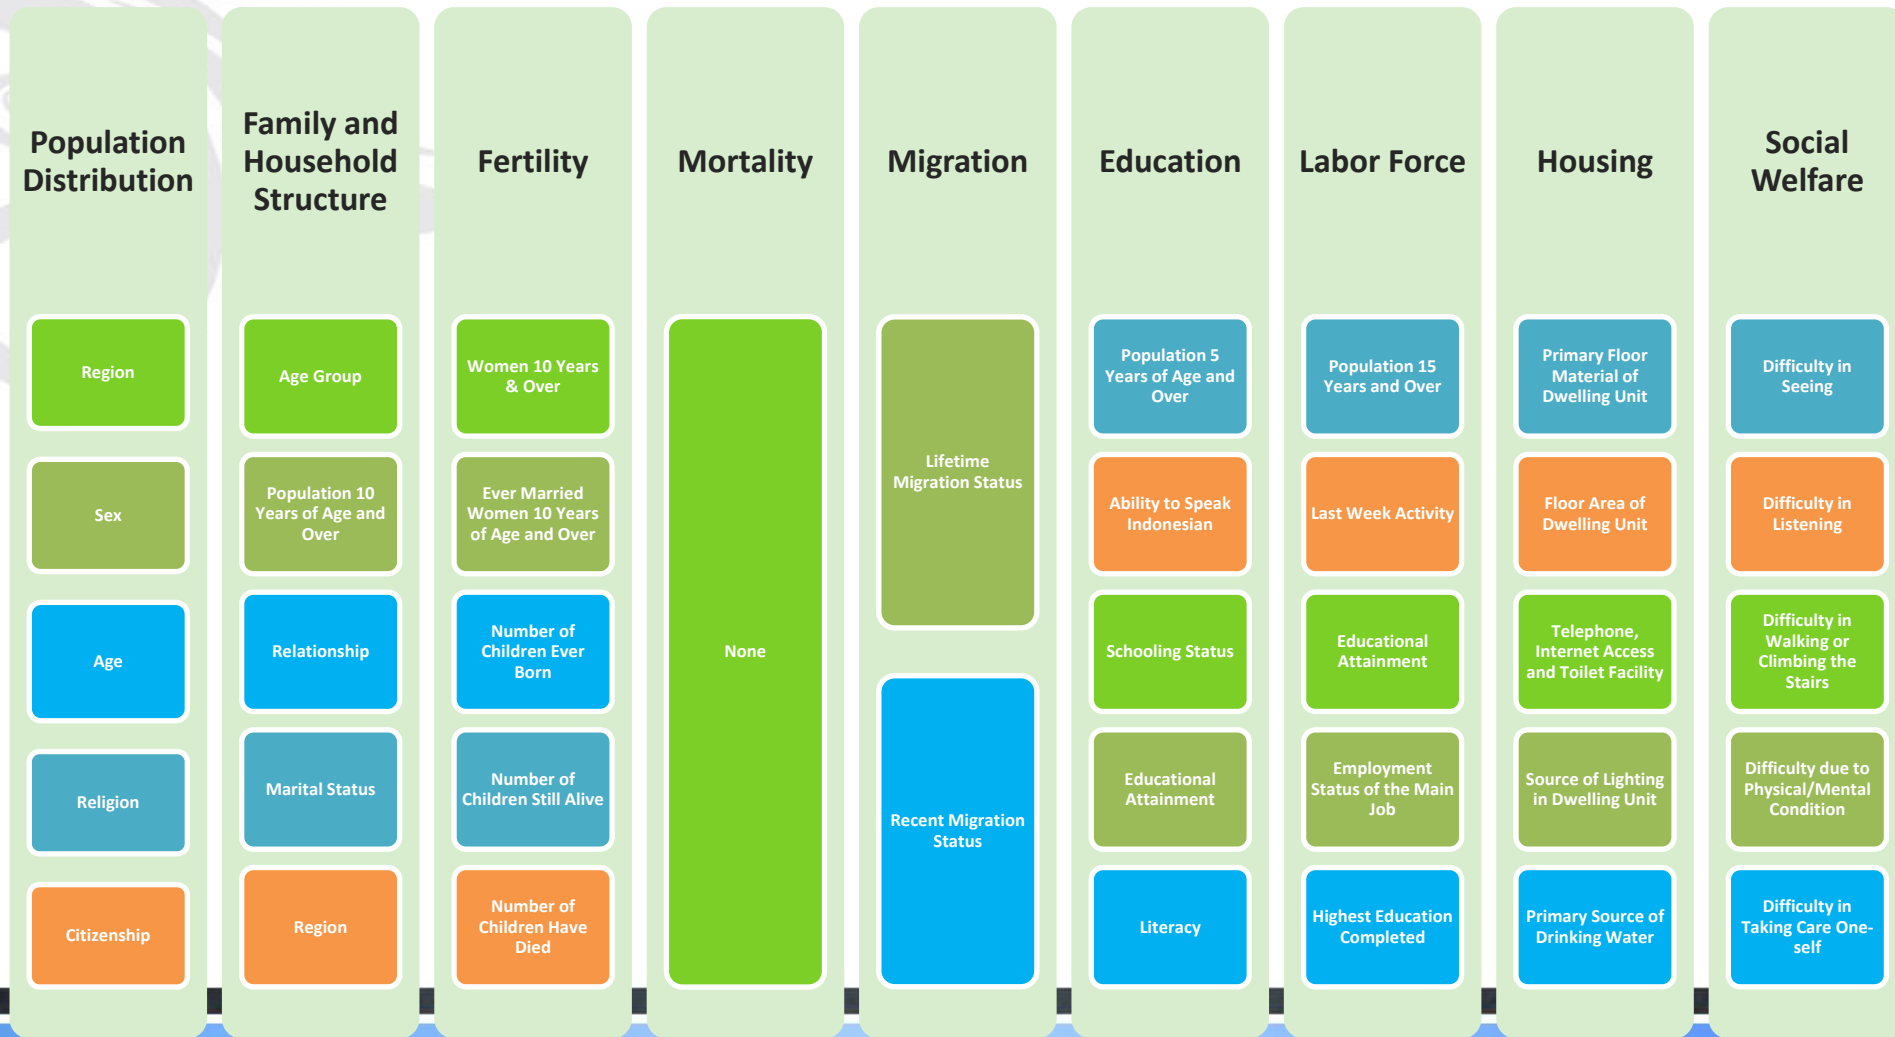 Population
Distribution
Region
Sex
Age
Religion
Citizenship
Family and
Household
Structure
Age Group
Population 10
Years of Age and
Over
Relationship
Marital Status
Region
Fertility
Women 10 Years
& Over
Ever Married
Women 10 Years
of Age and Over
Number of
Children Ever
Born
Number of
Children Still Alive
Number of
Children Have
Died
Mortality
None
Migration
Lifetime
Migration Status
Recent Migration
Status
Education
Population 5
Years of Age and
Over
Ability to Speak
Indonesian
Schooling Status
Educational
Attainment
Literacy
Labor Force
Population 15
Years and Over
Last Week Activity
Educational
Attainment
Employment
Status of the Main
Job
Highest Education
Completed
Housing
Primary Floor
Material of
Dwelling Unit
Floor Area of
Dwelling Unit
Telephone,
Internet Access
and Toilet Facility
Source of Lighting
in Dwelling Unit
Primary Source of
Drinking Water
Social
Welfare
Difficulty in
Seeing
Difficulty in
Listening
Difficulty in
Walking or
Climbing the
Stairs
Difficulty due to
Physical/Mental
Condition
Difficulty in
Taking Care One-
self